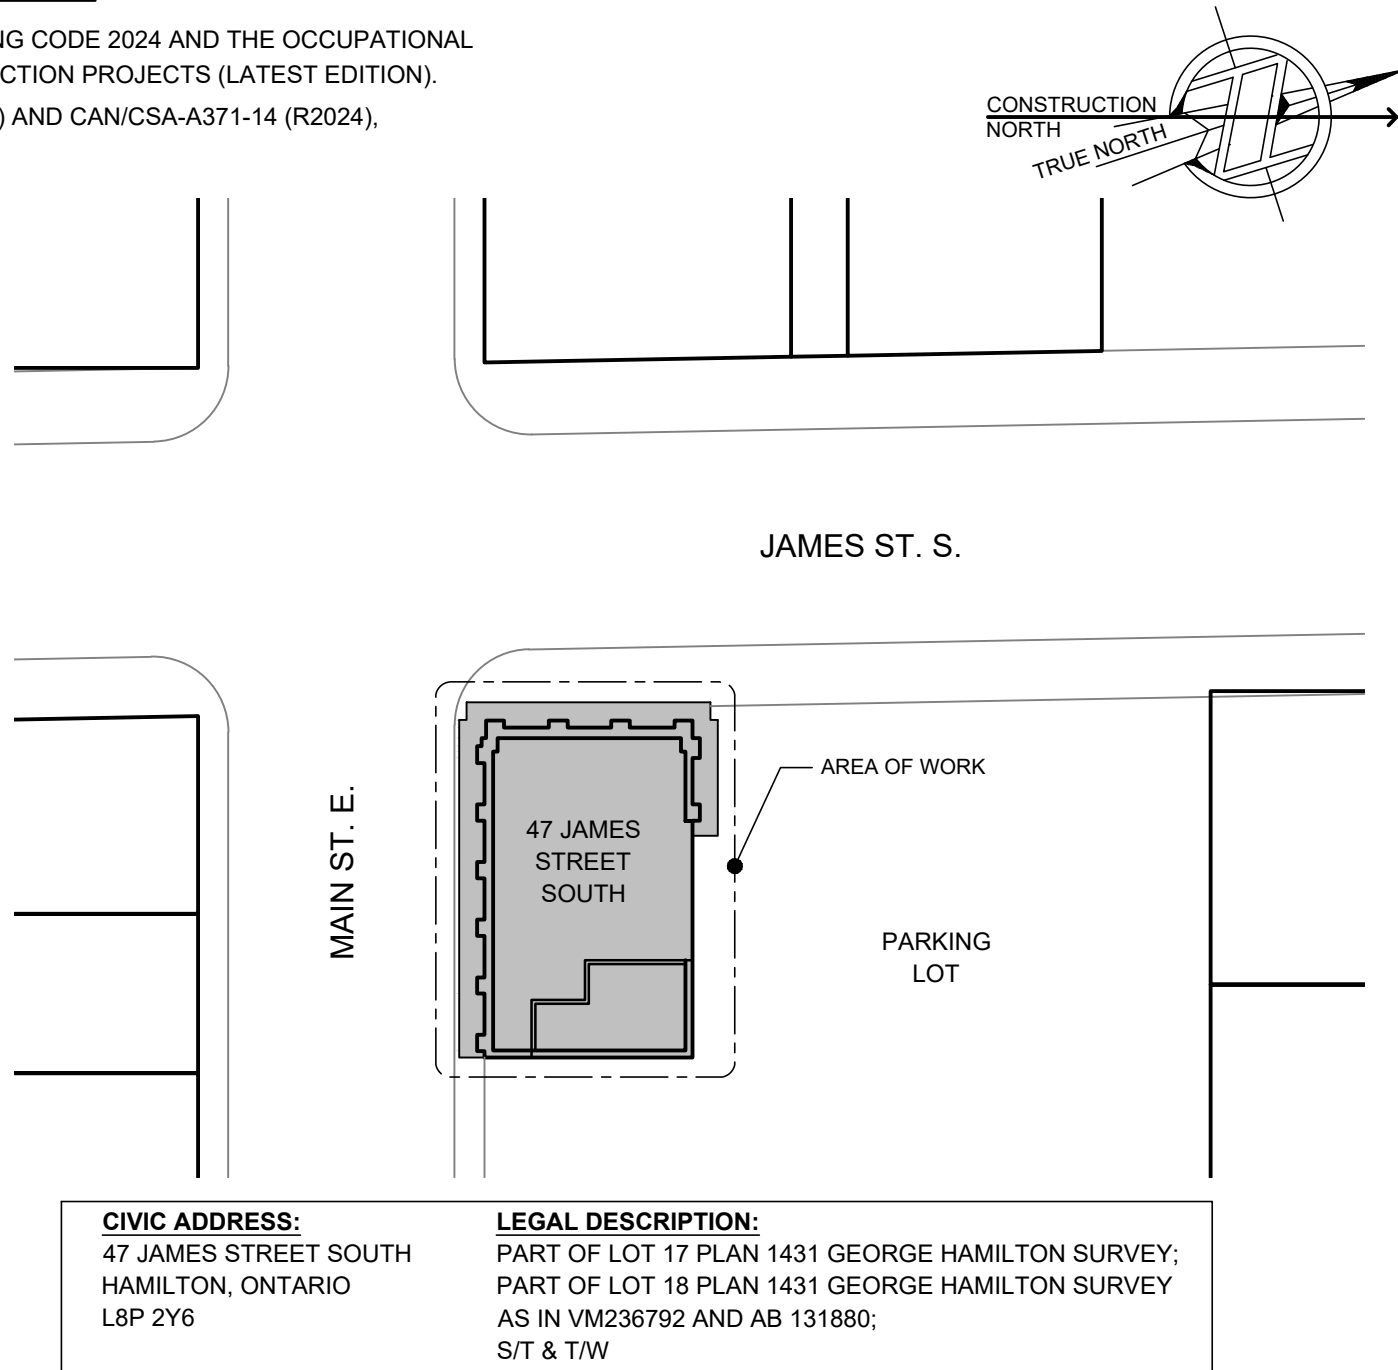 NG CODE 2024 AND THE OCCUPATIONAL
CTION PROJECTS (LATEST EDITION).
) AND CAN/CSA-A371-14 (R2024),
CONSTRUCTION
NORTH
TRUE NORTH
JAMES ST. S.
AREA OF WORK
47 JAMES
STREET
SOUTH
MAIN ST. E.
PARKING
LOT
CIVIC ADDRESS:
47 JAMES STREET SOUTH
HAMILTON, ONTARIO
L8P 2Y6
LEGAL DESCRIPTION:
PART OF LOT 17 PLAN 1431 GEORGE HAMILTON SURVEY;
PART OF LOT 18 PLAN 1431 GEORGE HAMILTON SURVEY
AS IN VM236792 AND AB 131880;
S/T & T/W